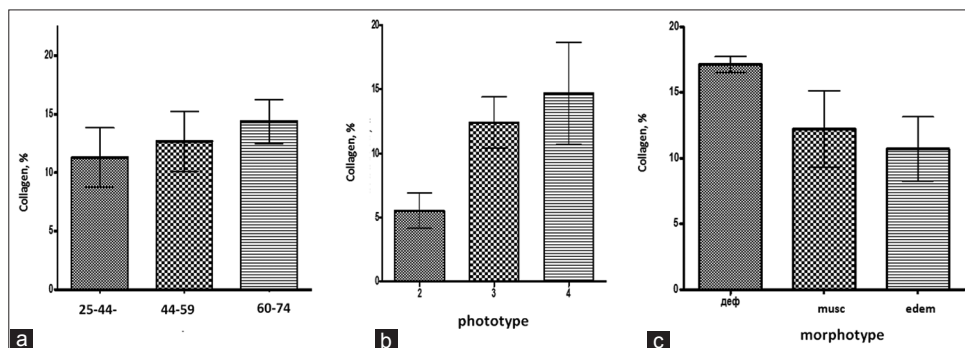 Collagen, %
20
15
10
5
0
25-44-
44-59
60-74
a
Collagen, %
20
15
10
5
0
2
3
4
phototype
b
Collagen, %
20
15
10
5
0
деф
musc
edem
morphotype
c